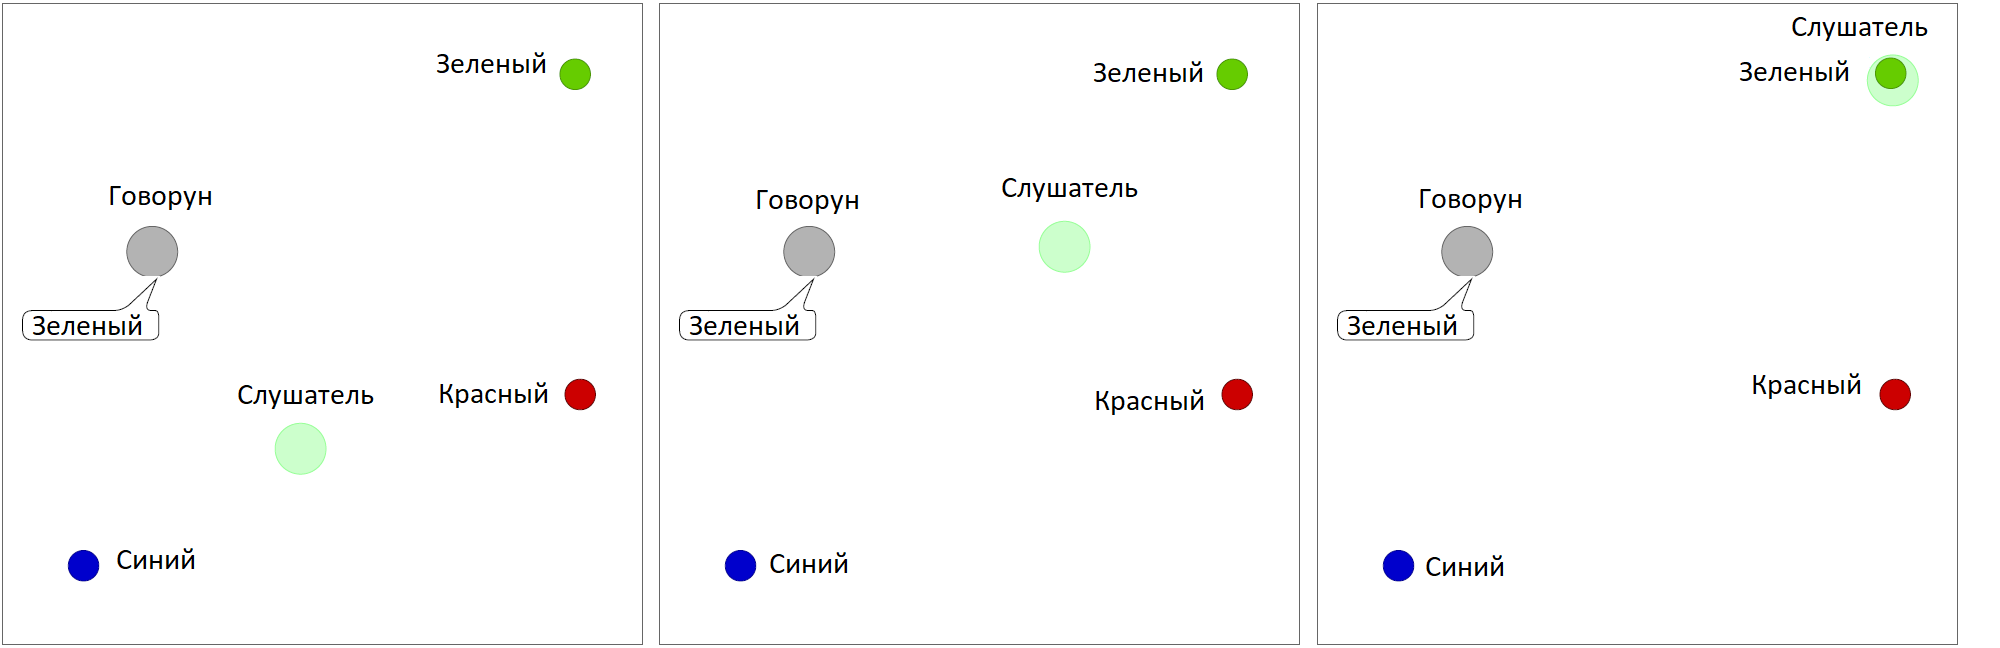 Зеленый
Говорун
Зеленый
Слушатель
Красный
Синий
Зеленый
Слушатель
Говорун
Зеленый
Красный
Синий
Слушатель
Зеленый
Говорун
Зеленый
Красный
Синий